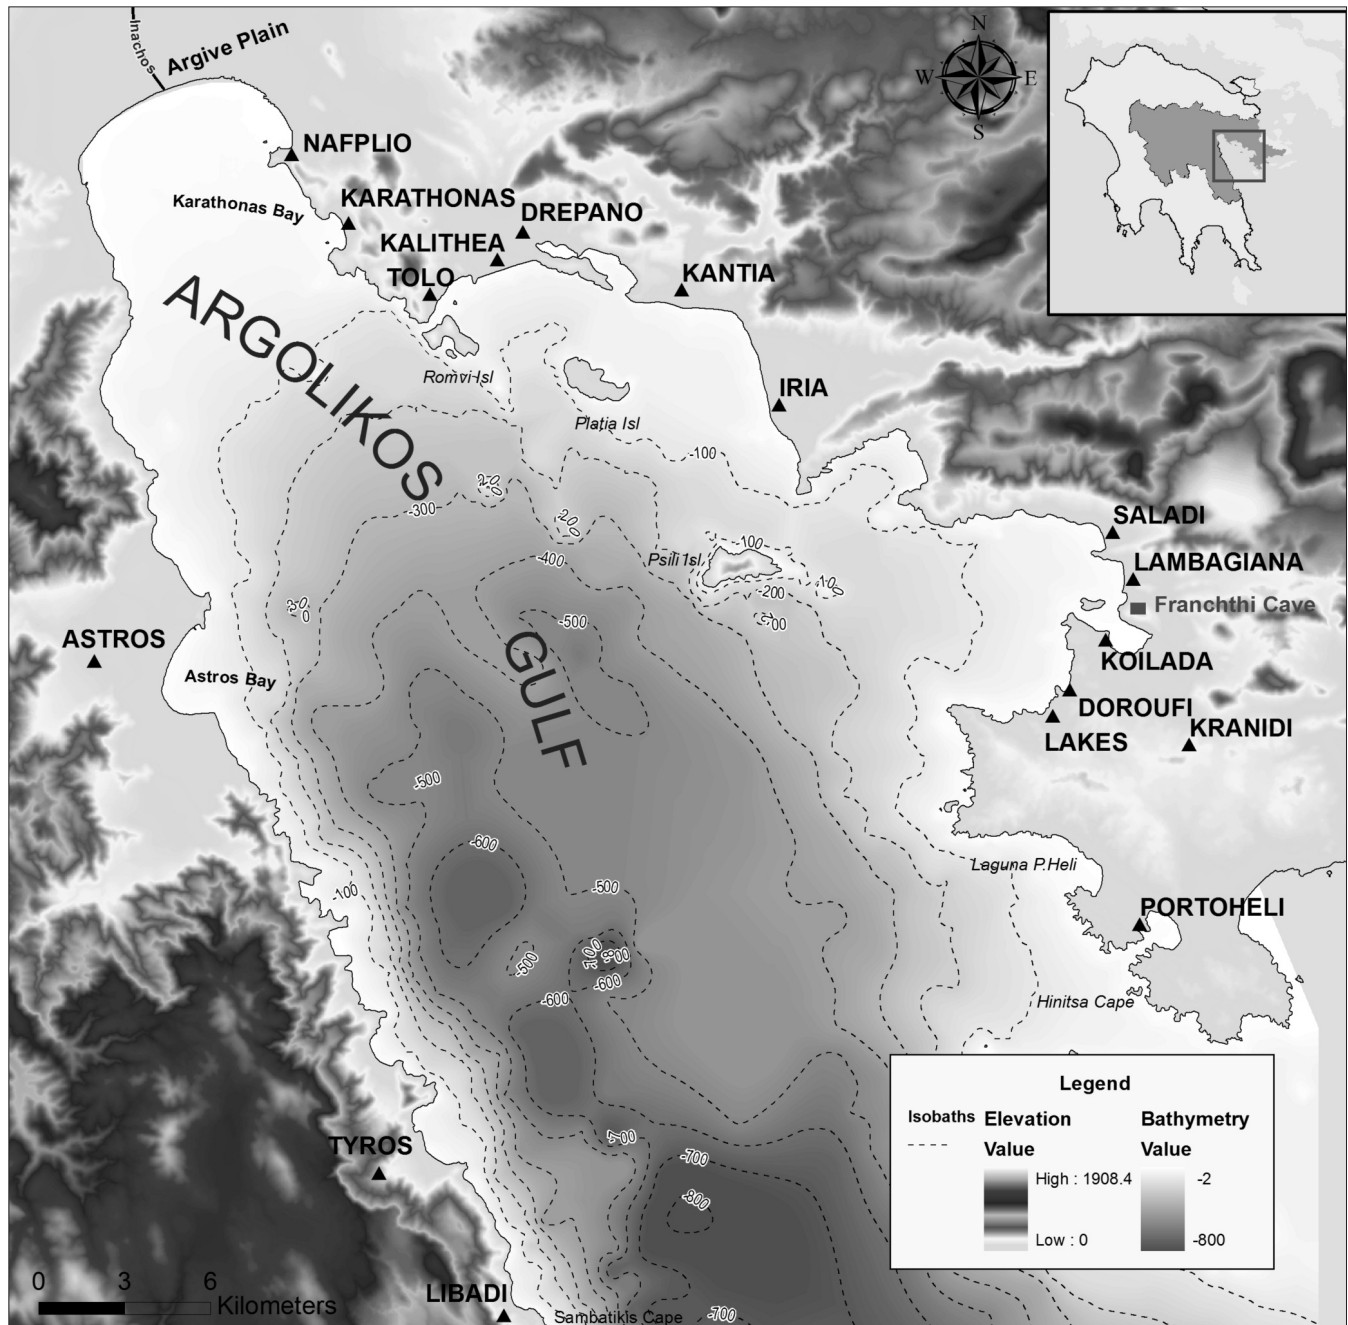 Inachos
Argive Plain
N
W
E
S
NAFPLIO
Karathonas Bay
KARATHONAS
DREPANO
KALITHEA
TOLO
KANTIA
ARGOLIKOS
GULF
Romvi Isl
Platia Isl
IRIA
-100
-200
-300
-200
-400
Psili Isl
-100
-100
-200
-200
-300
-500
SALADI
LAMBAGIANA
Franchthi Cave
KOILADA
DOROUFI
LAKES
KRANIDI
ASTROS
Astros Bay
-500
-600
-500
-100
Laguna P.Heli
PORTOHELI
Hinitsa Cape
-500
-700
-800
-600
-600
-700
-700
-800
-700
TYROS
LIBADI
Sambatikis Cape
0 3 6
Kilometers
Legend
Isobaths
Elevation
Value
High : 1908.4
Low : 0
Bathymetry
Value
-2
-800